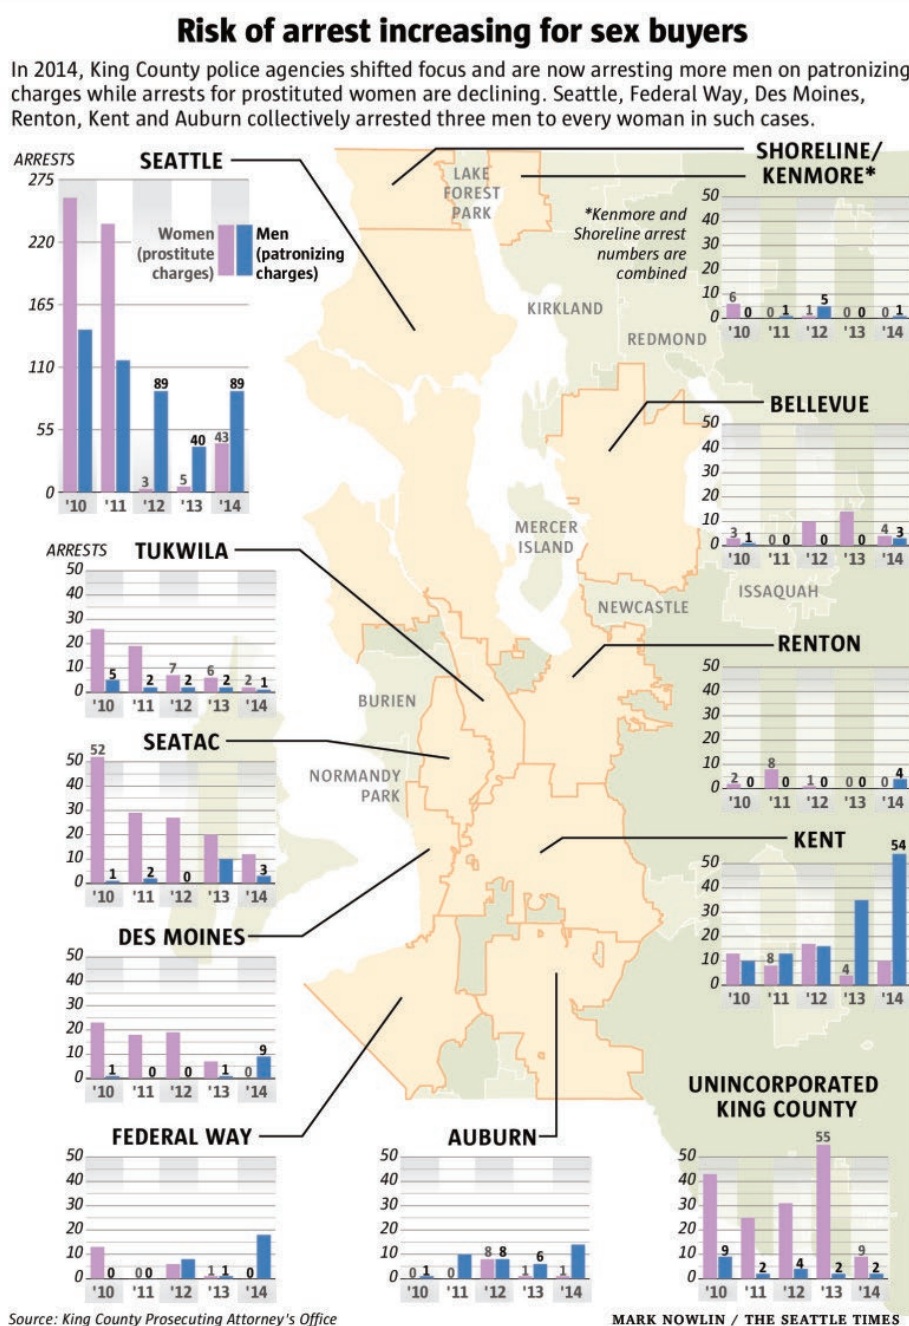 Risk of arrest increasing for sex buyers
In 2014, King County police agencies shifted focus and are now arresting more men on patronizing
charges while arrests for prostituted women are declining. Seattle, Federal Way, Des Moines,
Renton, Kent and Auburn collectively arrested three men to every woman in such cases.
ARRESTS
SEATTLE
275
220
165
110
55
0
Women
(prostitute
charges)
Men
(patronizing
charges)
3
89
5
40
43
89
'10 '11 '12 '13 '14
SHORELINE/
KENMORE*
*Kenmore and
Shoreline arrest
numbers are
combined
50
40
30
20
10
0
6 0 0 1 1 5 0 0 0 1
'10 '11 '12 '13 '14
LAKE
FOREST
PARK
KIRKLAND
REDMOND
BELLEVUE
50
40
30
20
10
0
3 1 0 0 0 0 4 3
'10 '11 '12 '13 '14
MERCER
ISLAND
NEWCASTLE
ISSAQUAH
ARRESTS
TUKWILA
50
40
30
20
10
0
5 2 7 2 6 2 2 1
'10 '11 '12 '13 '14
BURIEN
RENTON
50
40
30
20
10
0
2 0 8 0 1 0 0 0 0 4
'10 '11 '12 '13 '14
SEATAC
52
50
40
30
20
10
0
1 2 0 3
'10 '11 '12 '13 '14
NORMANDY
PARK
KENT
54
50
40
30
20
10
0
8 4
'10 '11 '12 '13 '14
DES MOINES
50
40
30
20
10
0
1 0 0 1 0 9
'10 '11 '12 '13 '14
FEDERAL WAY
50
40
30
20
10
0
0 0 0 1 1 0
'10 '11 '12 '13 '14
AUBURN
50
40
30
20
10
0
0 1 0 8 8 1 6 1
'10 '11 '12 '13 '14
UNINCORPORATED
KING COUNTY
55
50
40
30
20
10
0
9 2 4 2 9 2
'10 '11 '12 '13 '14
Source: King County Prosecuting Attorney's Office
MARK NOWLIN / THE SEATTLE TIMES